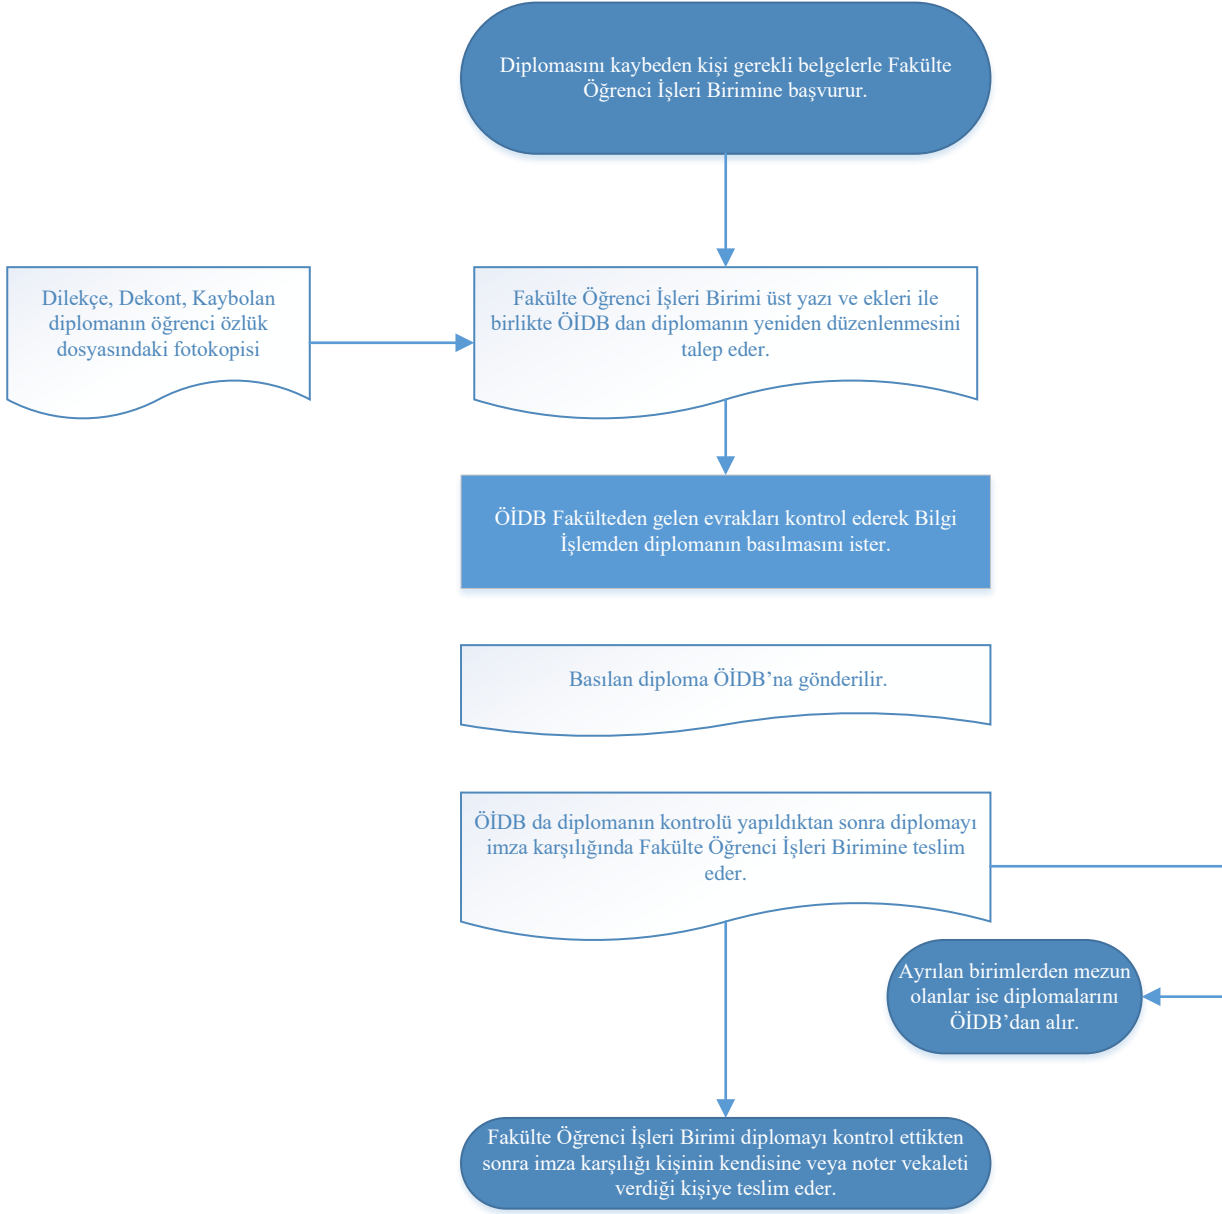 Diplomasını kaybeden kişi gerekli belgelerle Fakülte
Öğrenci İşleri Birimine başvurur.
Dilekçe, Dekont, Kaybolan
diplomanın öğrenci özlük
dosyasındaki fotokopisi
Fakülte Öğrenci İşleri Birimi üst yazı ve ekleri ile
birlikte ÖİDB dan diplomanın yeniden düzenlenmesini
talep eder.
ÖİDB Fakülteden gelen evrakları kontrol ederek Bilgi
İşlemden diplomanın basılmasını ister.
Basılan diploma ÖİDB’na gönderilir.
ÖİDB da diplomanın kontrolü yapıldıktan sonra diplomayı
imza karşılığında Fakülte Öğrenci İşleri Birimine teslim
eder.
Ayrılan birimlerden mezun
olanlar ise diplomalarını
ÖİDB’dan alır.
Fakülte Öğrenci İşleri Birimi diplomayı kontrol ettikten
sonra imza karşılığı kişinin kendisine veya noter vekaleti
verdiği kişiye teslim eder.